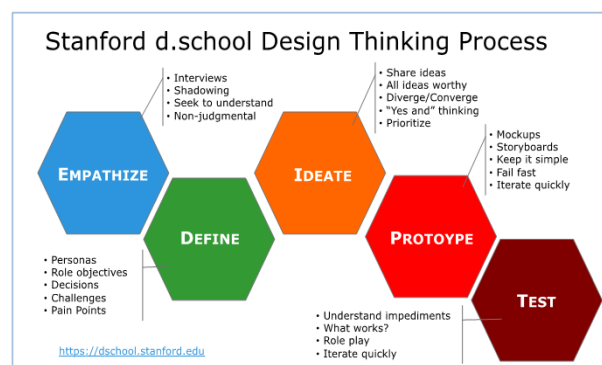 Stanford d.school Design Thinking Process
• Interviews
• Shadowing
• Seek to understand
• Non-judgmental
EMPATHIZE
• Personas
• Role objectives
• Decisions
• Challenges
• Pain Points
DEFINE
• Share ideas
• All ideas worthy
• Diverge/Converge
• "Yes and" thinking
• Prioritize
IDEATE
• Mockups
• Storyboards
• Keep it simple
• Fail fast
• Iterate quickly
PROTOYPE
• Understand impediments
• What works?
• Role play
• Iterate quickly
TEST
https://dschool.stanford.edu